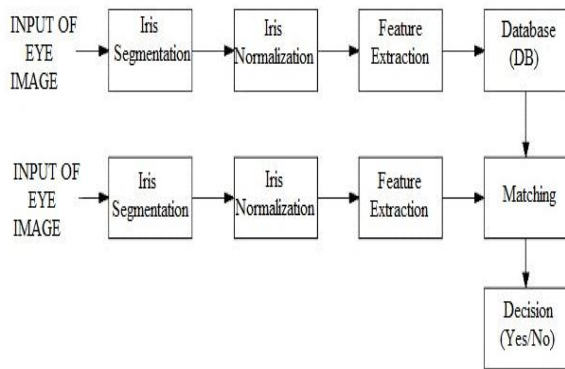 INPUT OF
EYE
IMAGE
Iris
Segmentation
Iris
Normalization
Feature
Extraction
Database
(DB)
INPUT OF
EYE
IMAGE
Iris
Segmentation
Iris
Normalization
Feature
Extraction
Matching
Decision
(Yes/No)